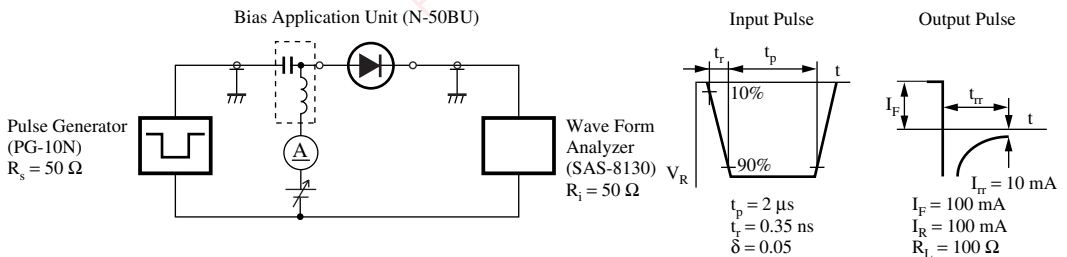 Bias Application Unit (N-50BU)
A
Pulse Generator
(PG-10N)
R_s = 50 Ω
Wave Form
Analyzer
(SAS-8130)
R_i = 50 Ω
Input Pulse
t_r
t_p
t
10%
90%
V_R
t_p = 2 μs
t_r = 0.35 ns
δ = 0.05
Output Pulse
I_F
t_rr
t
I_rr = 10 mA
I_F = 100 mA
I_R = 100 mA
R_L = 100 Ω